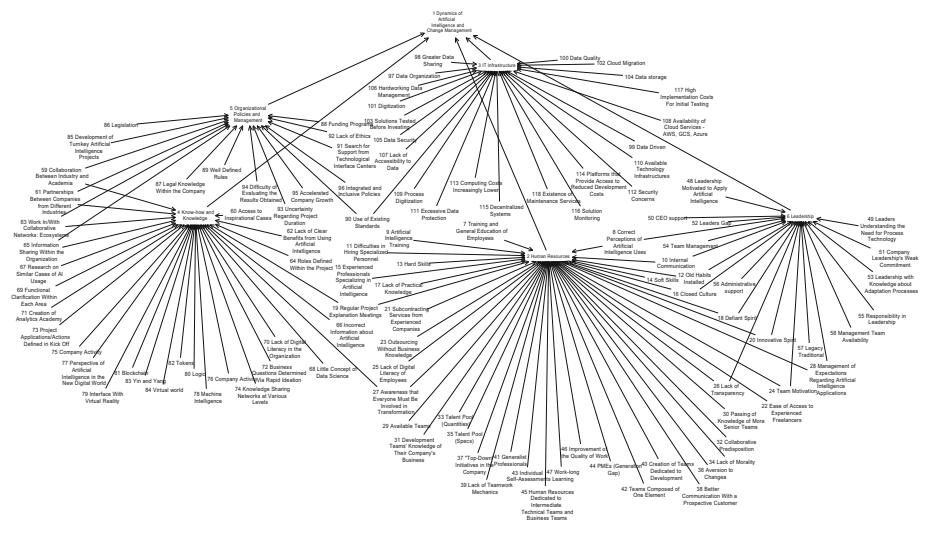 1 Dynamics of
Artificial
Intelligence and
Change Management
98 Greater Data
Sharing
3 IT Infrastructure
100 Data Quality
102 Cloud Migration
97 Data Organization
104 Data storage
106 Hardworking Data
Management
117 High
Implementation Costs
For Initial Testing
101 Digitization
5 Organizational
Policies and
Management
86 Legislation
88 Funding Programs
103 Solutions Tested
Before Investing
108 Availability of
Cloud Services -
AWS, GCS, Azure
85 Development of
Turnkey Artificial
Intelligence
Projects
92 Lack of Ethics
105 Data Security
91 Search for
Support from
Technological
Interface Centers
99 Data Driven
107 Lack of
Accessibility to
Data
110 Available
Technology
Infrastructures
59 Collaboration
Between Industry and
Academia
89 Well Defined
Rules
87 Legal Knowledge
Within the Company
94 Difficulty of
Evaluating the
Results Obtained
95 Accelerated
Company Growth
96 Integrated and
Inclusive Policies
109 Process
Digitization
113 Computing Costs
Increasingly Lower
114 Platforms that
Provide Access to
Reduced Development
Costs
118 Existence of
Maintenance Services
112 Security
Concerns
48 Leadership
Motivated to Apply
Artificial
Intelligence
61 Partnerships
Between Companies
from Different
Industries
4 Know-how and
Knowledge
60 Access to
Inspirational Cases
93 Uncertainty
Regarding Project
Duration
90 Use of Existing
Standards
111 Excessive Data
Protection
115 Decentralized
Systems
116 Solution
Monitoring
50 CEO support
52 Leaders Gap
6 Leadership
49 Leaders
Understanding the
Need for Process
Technology
63 Work In/With
Collaborative
Networks: Ecosystems
62 Lack of Clear
Benefits from Using
Artificial
Intelligence
9 Artificial
Intelligence
Training
7 Training and
General Education of
Employees
8 Correct
Perceptions of
Artificial
Intelligence Uses
54 Team Management
51 Company
Leadership's Weak
Commitment
65 Information
Sharing Within the
Organization
64 Roles Defined
Within the Project
11 Difficulties in
Hiring Specialized
Personnel
13 Hard Skills
2 Human Resources
10 Internal
Communication
67 Research on
Similar Cases of AI
Usage
15 Experienced
Professionals
Specializing in
Artificial
Intelligence
17 Lack of Practical
Knowledge
14 Soft Skills
12 Old Habits
Installed
56 Administrative
support
53 Leadership with
Knowledge about
Adaptation Processes
69 Functional
Clarification Within
Each Area
16 Closed Culture
71 Creation of
Analytics Academy
19 Regular Project
Explanation Meetings
21 Subcontracting
Services from
Experienced
Companies
18 Defiant Spirit
55 Responsibility in
Leadership
73 Project
Applications/Actions
Defined in Kick Off
66 Incorrect
Information about
Artificial
Intelligence
23 Outsourcing
Without Business
Knowledge
20 Innovative Spirit
58 Management Team
Availability
75 Company Activity
70 Lack of Digital
Literacy in the
Organization
57 Legacy
Traditional
77 Perspective of
Artificial
Intelligence in the
New Digital World
81 Blockchain
82 Tokens
80 Logic
72 Business
Questions Determined
Via Rapid Ideation
68 Little Concept of
Data Science
25 Lack of Digital
Literacy of
Employees
28 Management of
Expectations
Regarding Artificial
Intelligence
Applications
83 Yin and Yang
76 Company Activity
26 Lack of
Transparency
24 Team Motivation
79 Interface With
Virtual Reality
84 Virtual world
78 Machine
Intelligence
74 Knowledge Sharing
Networks at Various
Levels
27 Awareness that
Everyone Must Be
Involved in
Transformation
22 Ease of Access to
Experienced
Freelancers
29 Available Teams
33 Talent Pool
(Quantities)
30 Passing of
Knowledge of More
Senior Teams
35 Talent Pool
(Specs)
31 Development
Teams' Knowledge of
Their Company's
Business
32 Collaborative
Predisposition
37 "Top-Down"
Initiatives in the
Company
41 Generalist
Professionals
46 Improvement of
the Quality of Work
34 Lack of Morality
39 Lack of Teamwork
Mechanics
43 Individual
Self-Assessments
47 Work-long
Learning
44 PMEs (Generation
Gap)
40 Creation of Teams
Dedicated to
Development
36 Aversion to
Changes
45 Human Resources
Dedicated to
Intermediate
Technical Teams and
Business Teams
42 Teams Composed of
One Element
38 Better
Communication With a
Prospective Customer